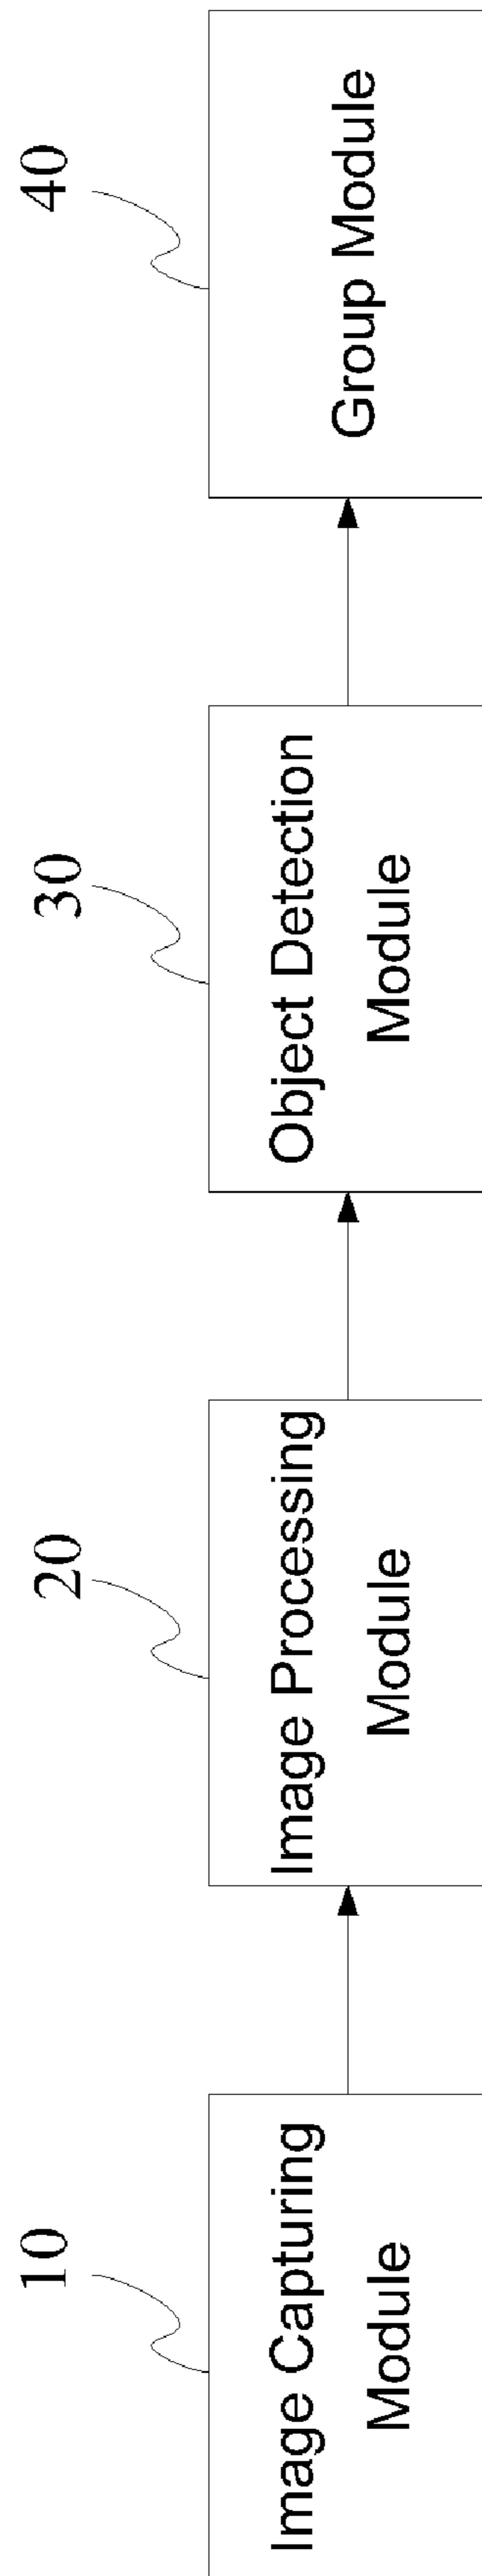 10
Image Capturing
Module
20
Image Processing
Module
30
Object Detection
Module
40
Group Module